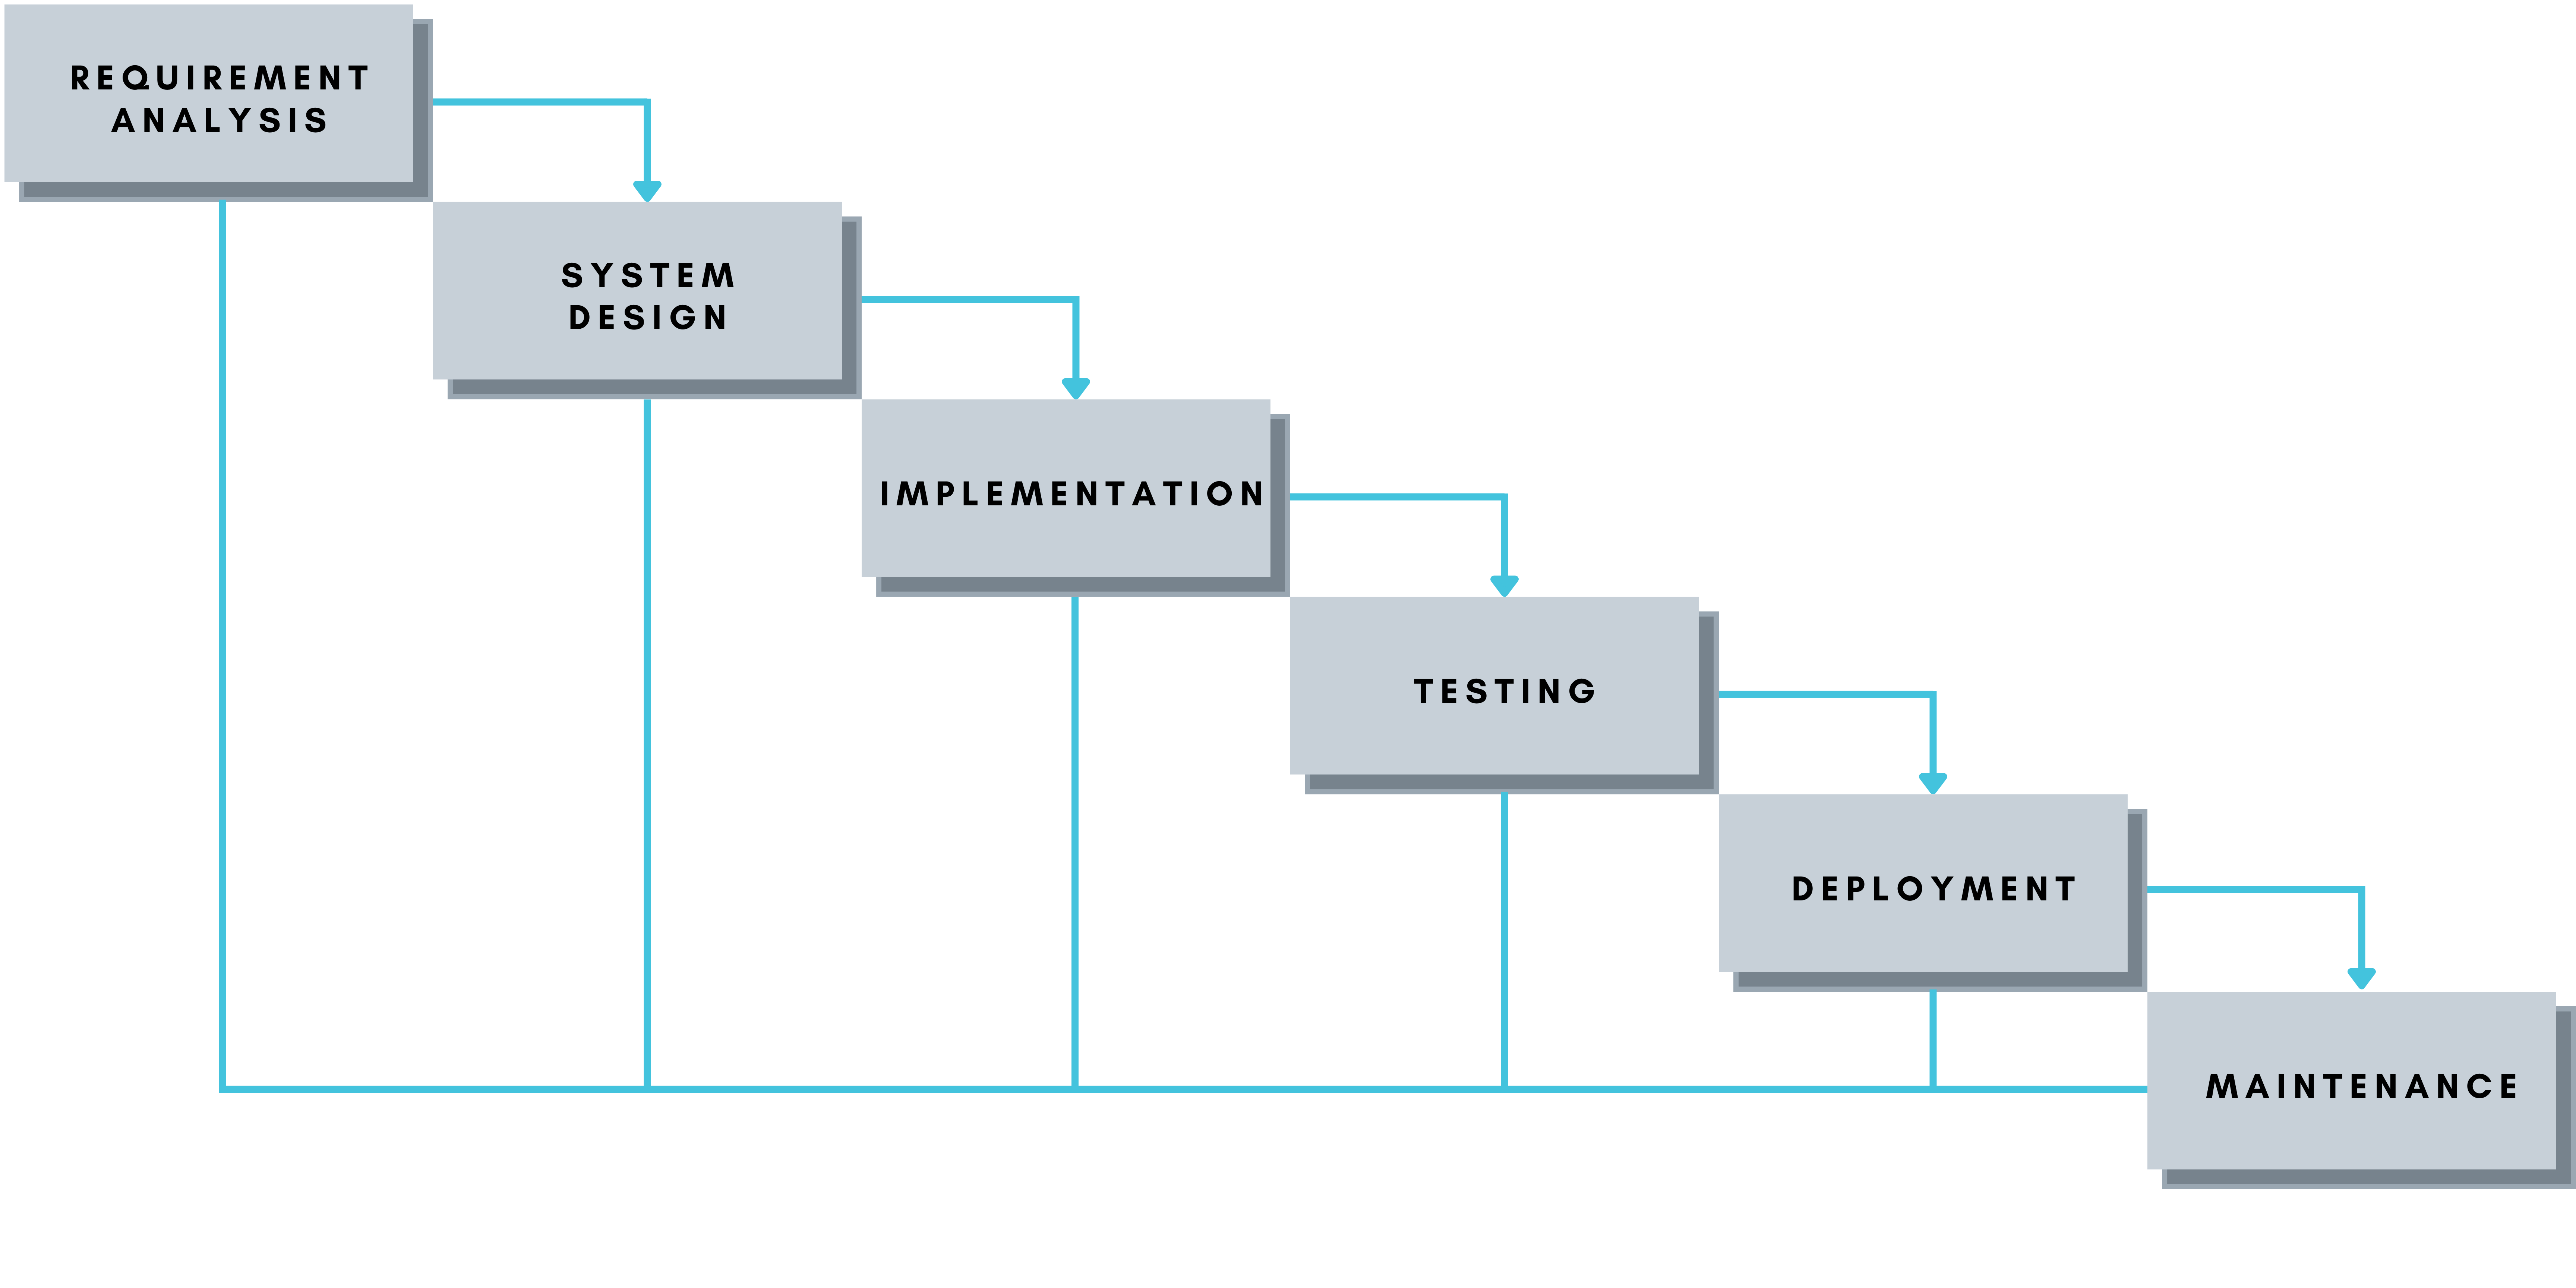 REQUIREMENT
ANALYSIS
SYSTEM
DESIGN
IMPLEMENTATION
TESTING
DEPLOYMENT
MAINTENANCE